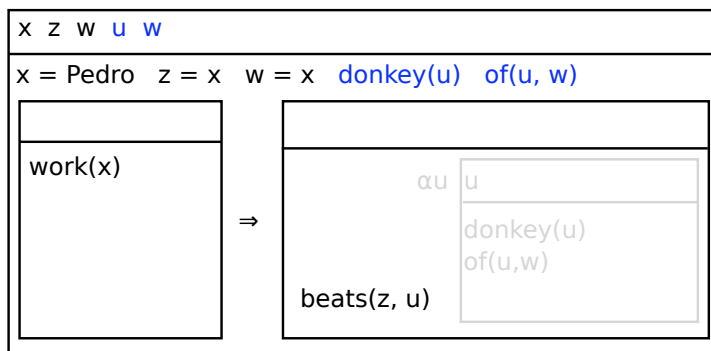 x z w u w
x = Pedro z = x w = x donkey(u) of(u, w)
work(x)
⇒
αu u
donkey(u)
of(u,w)
beats(z, u)